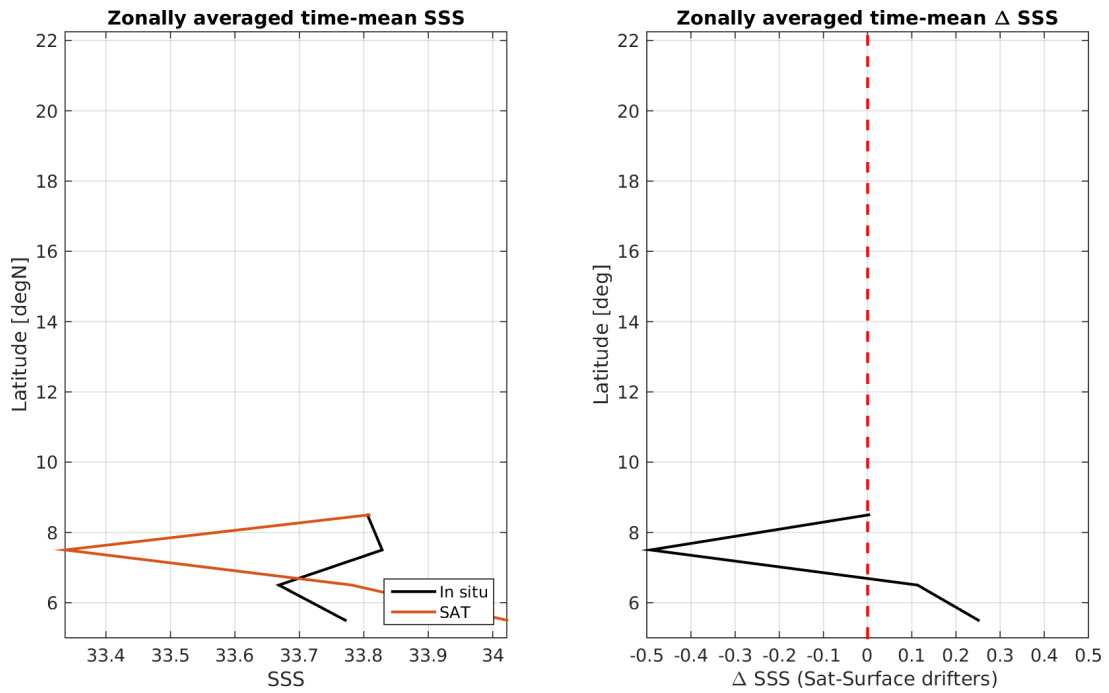 Zonally averaged time-mean SSS
22
20
18
16
14
12
10
8
6
Latitude [degN]
33.4 33.5 33.6 33.7 33.8 33.9 34
SSS
In situ
SAT
Zonally averaged time-mean Δ SSS
22
20
18
16
14
12
10
8
6
Latitude [deg]
-0.5 -0.4 -0.3 -0.2 -0.1 0 0.1 0.2 0.3 0.4 0.5
Δ SSS (Sat-Surface drifters)